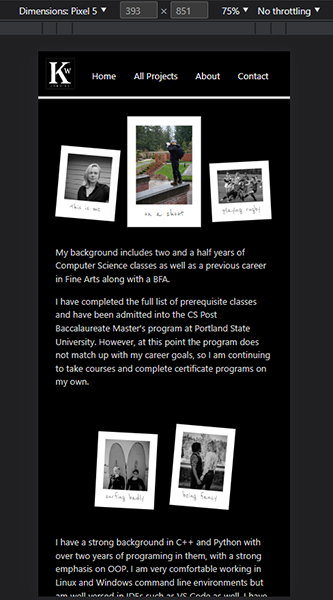 Dimensions: Pixel 5 ▼ 393 × 851 75% ▼ No throttling ▼
KW
Home All Projects About Contact
this is me
on a shoot
playing rugby
My background includes two and a half years of
Computer Science classes as well as a previous career
in Fine Arts along with a BFA.
I have completed the full list of prerequisite classes
and have been admitted into the CS Post
Baccalaureate Master's program at Portland State
University. However, at this point the program does
not match up with my career goals, so I am continuing
to take courses and complete certificate programs on
my own.
surfing badly
being fancy
I have a strong background in C++ and Python with
over two years of programing in them, with a strong
emphasis on OOP. I am very comfortable working in
Linux and Windows command line environments but
am well versed in IDEs such as VS Code as well. I have